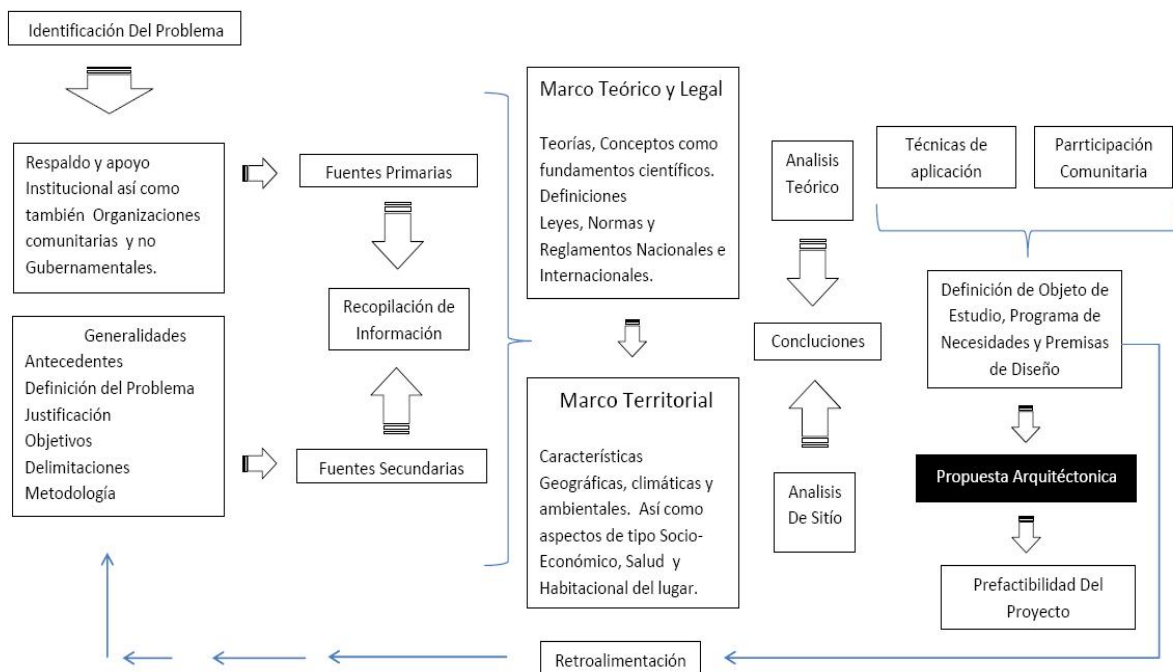 Identificación Del Problema
Respaldo y apoyo
Institucional así como
también Organizaciones
comunitarias y no
Gubernamentales.
Generalidades
Antecedentes
Definición del Problema
Justificación
Objetivos
Delimitaciones
Metodología
Fuentes Primarias
Recopilación de
Información
Fuentes Secundarias
Marco Teórico y Legal
Teorías, Conceptos como
fundamentos científicos.
Definiciones
Leyes, Normas y
Reglamentos Nacionales e
Internacionales.
Marco Territorial
Características
Geográficas, climáticas y
ambientales. Así como
aspectos de tipo Socio-
Económico, Salud y
Habitacional del lugar.
Analisis
Teórico
Concluciones
Analisis
De Sitío
Técnicas de
aplicación
Parrticipación
Comunitaria
Definición de Objeto de
Estudio, Programa de
Necesidades y Premisas
de Diseño
Propuesta Arquitéctonica
Prefactibilidad Del
Proyecto
Retroalimentación